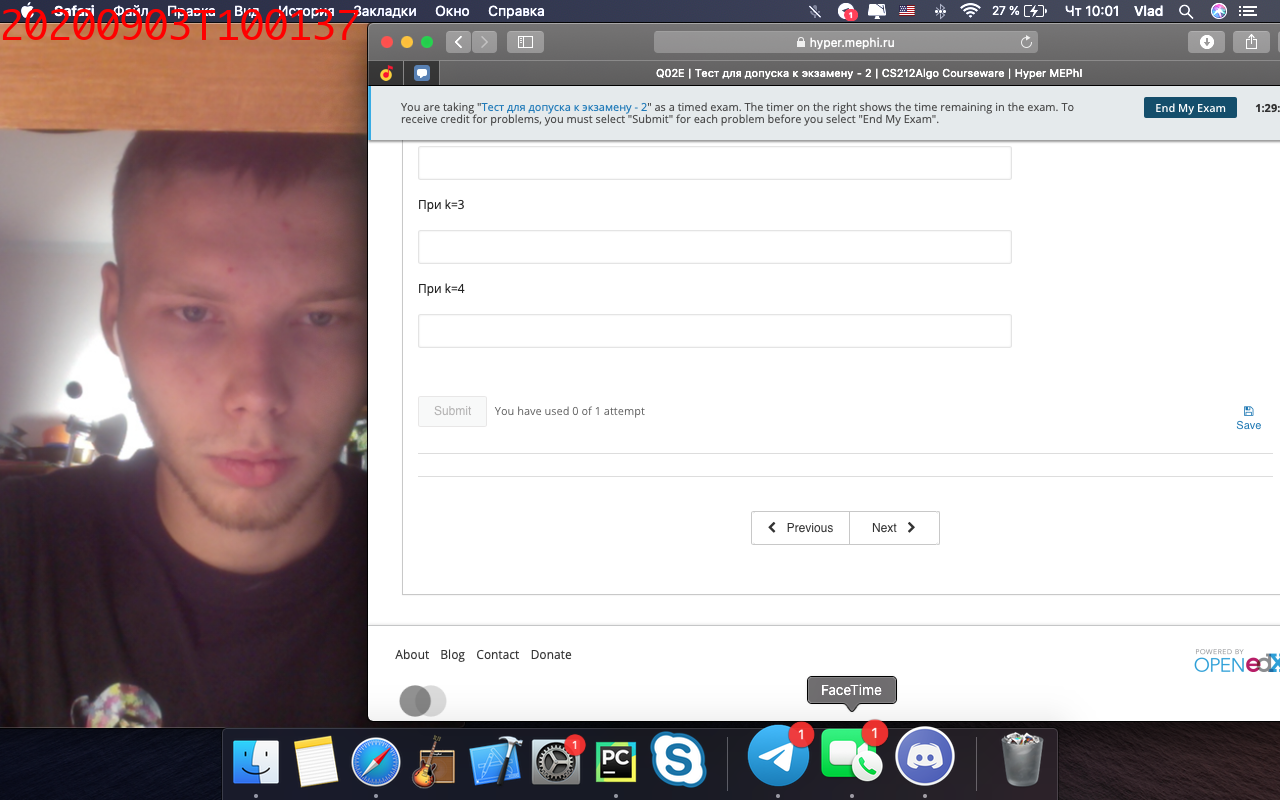 Safari Файл Правка Вид История Закладки Окно Справка
1
27 %
Чт 10:01 Vlad
20200903T100137
hyper.mephi.ru
Q02E | Тест для допуска к экзамену - 2 | CS212Algo Courseware | Hyper MEPhI
You are taking "Тест для допуска к экзамену - 2" as a timed exam. The timer on the right shows the time remaining in the exam. To
receive credit for problems, you must select "Submit" for each problem before you select "End My Exam".
End My Exam
1:29:
При k=3
При k=4
Submit
You have used 0 of 1 attempt
Save
Previous
Next
About Blog Contact Donate
POWERED BY
OPEN edX
FaceTime
1
PC
S
1
1